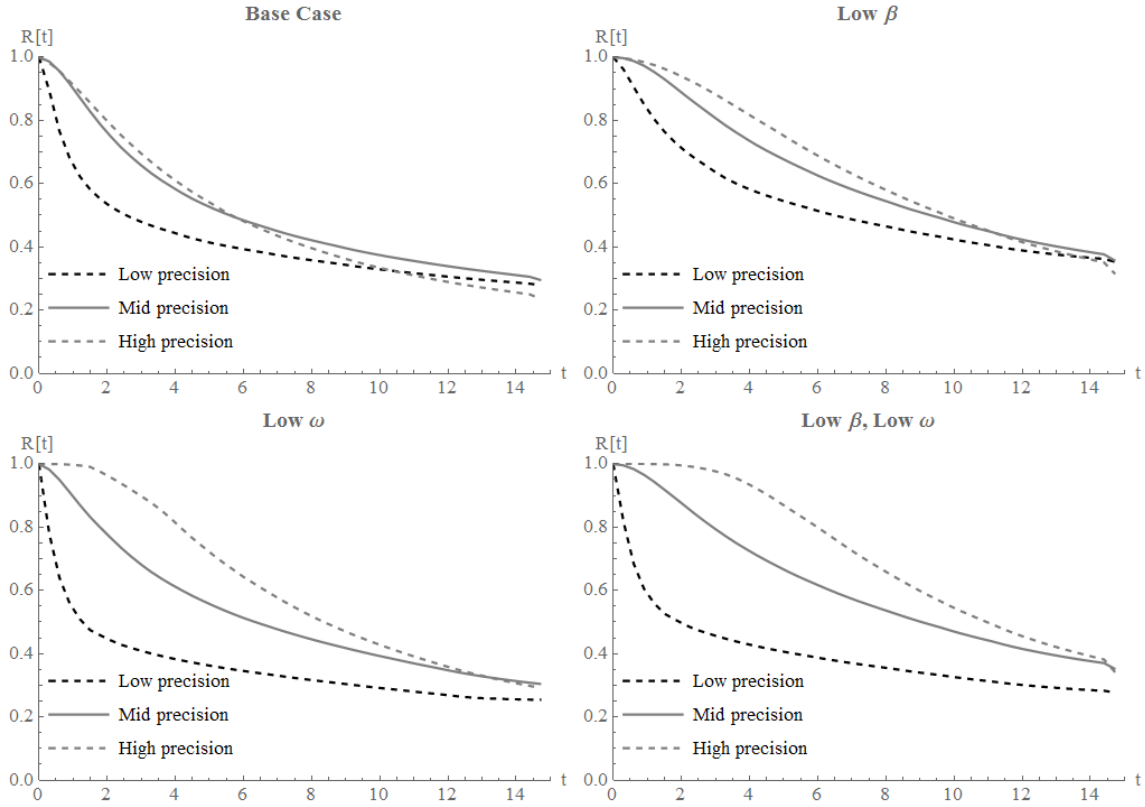 Base Case
R[t]
1.0
0.8
0.6
0.4
0.2
0.0
Low precision
Mid precision
High precision
0 2 4 6 8 10 12 14 t
Low β
R[t]
1.0
0.8
0.6
0.4
0.2
0.0
Low precision
Mid precision
High precision
0 2 4 6 8 10 12 14 t
Low ω
R[t]
1.0
0.8
0.6
0.4
0.2
0.0
Low precision
Mid precision
High precision
0 2 4 6 8 10 12 14 t
Low β, Low ω
R[t]
1.0
0.8
0.6
0.4
0.2
0.0
Low precision
Mid precision
High precision
0 2 4 6 8 10 12 14 t